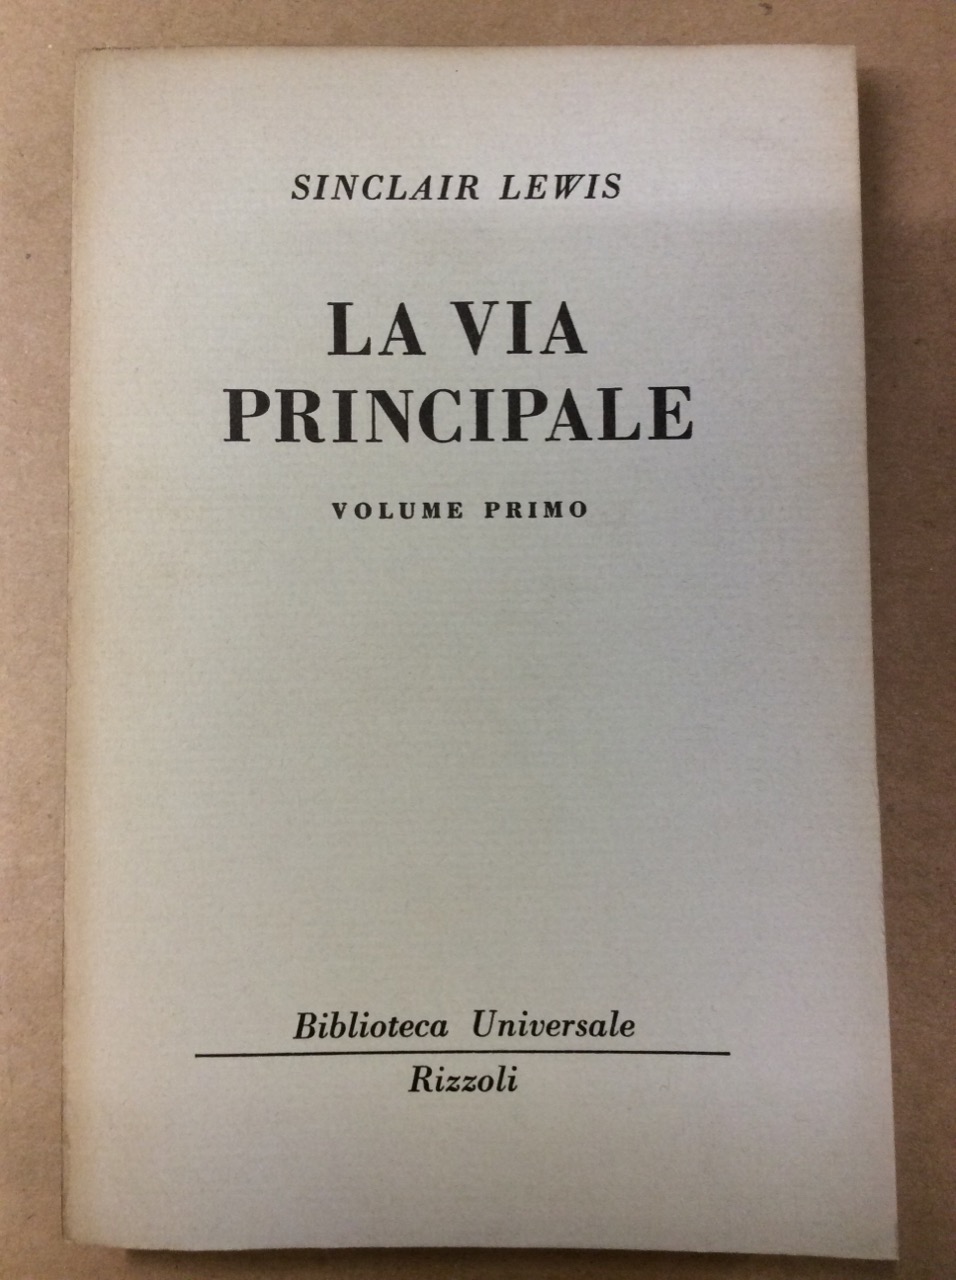 SINCLAIR LEWIS
LA VIA
PRINCIPALE
VOLUME PRIMO
Biblioteca Universale
Rizzoli